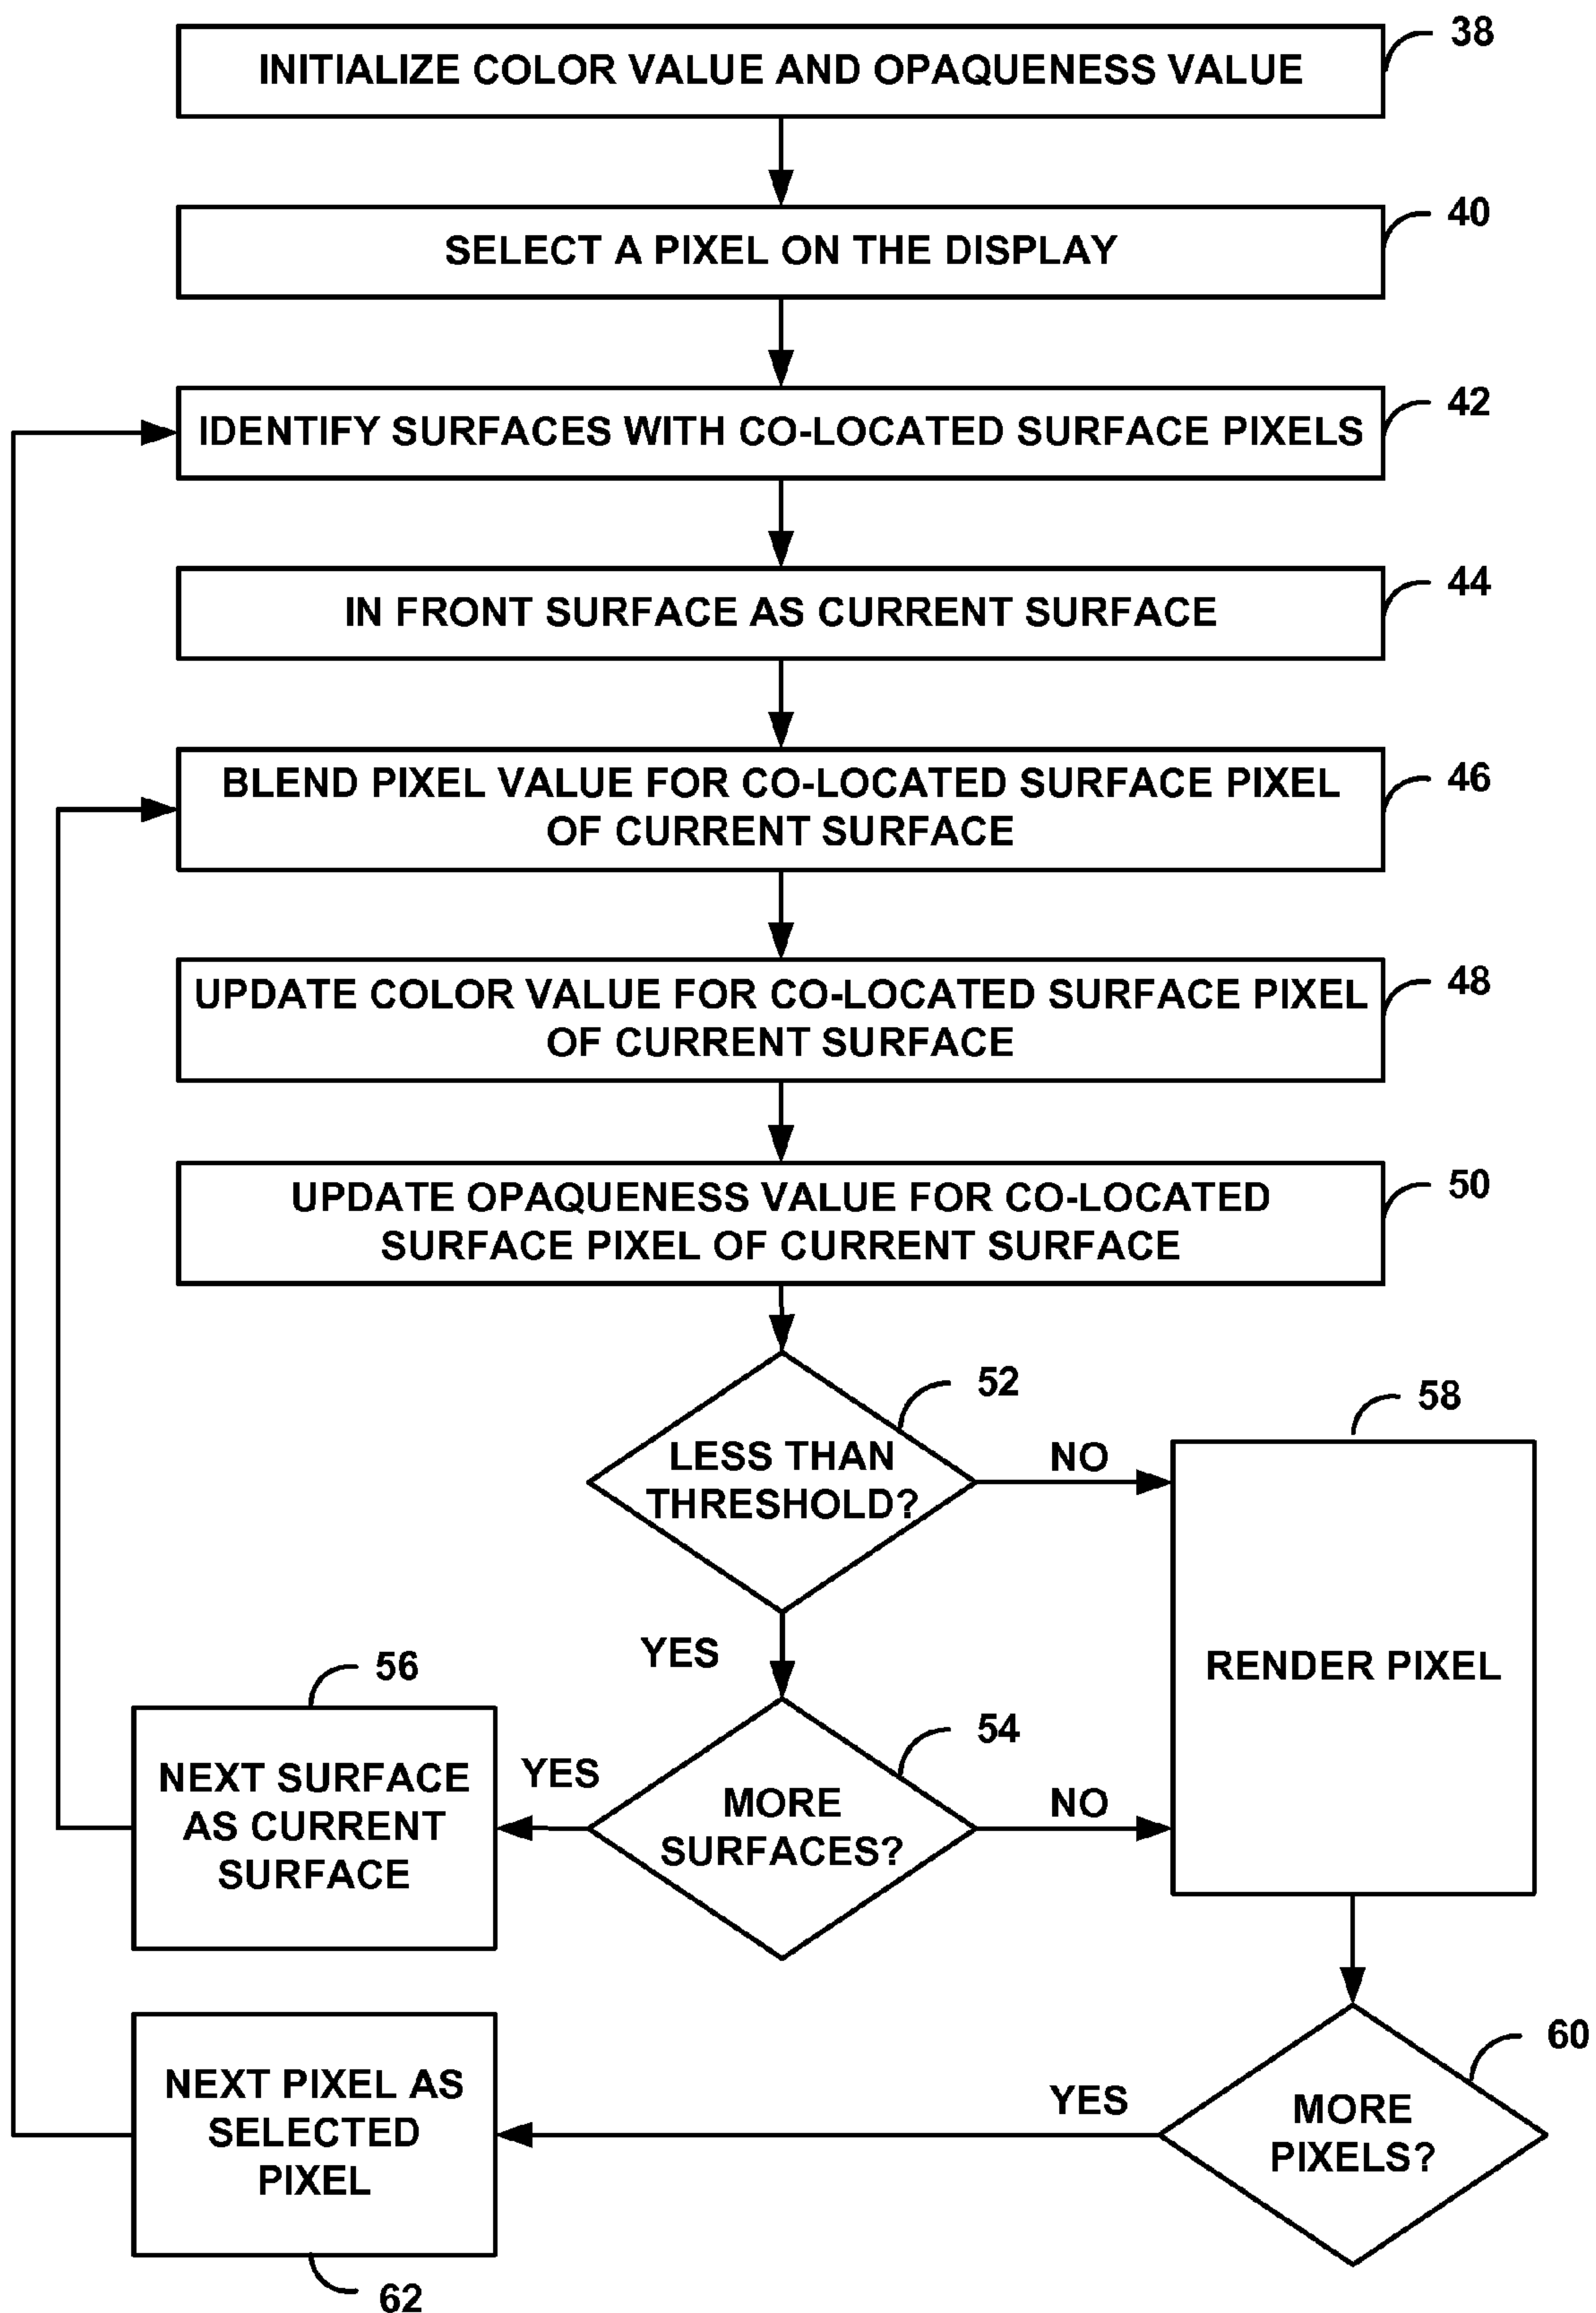 38
INITIALIZE COLOR VALUE AND OPAQUENESS VALUE
40
SELECT A PIXEL ON THE DISPLAY
42
IDENTIFY SURFACES WITH CO-LOCATED SURFACE PIXELS
44
IN FRONT SURFACE AS CURRENT SURFACE
46
BLEND PIXEL VALUE FOR CO-LOCATED SURFACE PIXEL
OF CURRENT SURFACE
48
UPDATE COLOR VALUE FOR CO-LOCATED SURFACE PIXEL
OF CURRENT SURFACE
50
UPDATE OPAQUENESS VALUE FOR CO-LOCATED
SURFACE PIXEL OF CURRENT SURFACE
52
LESS THAN
THRESHOLD?
NO
YES
58
RENDER PIXEL
54
MORE
SURFACES?
NO
YES
56
NEXT SURFACE
AS CURRENT
SURFACE
60
MORE
PIXELS?
YES
NEXT PIXEL AS
SELECTED
PIXEL
62